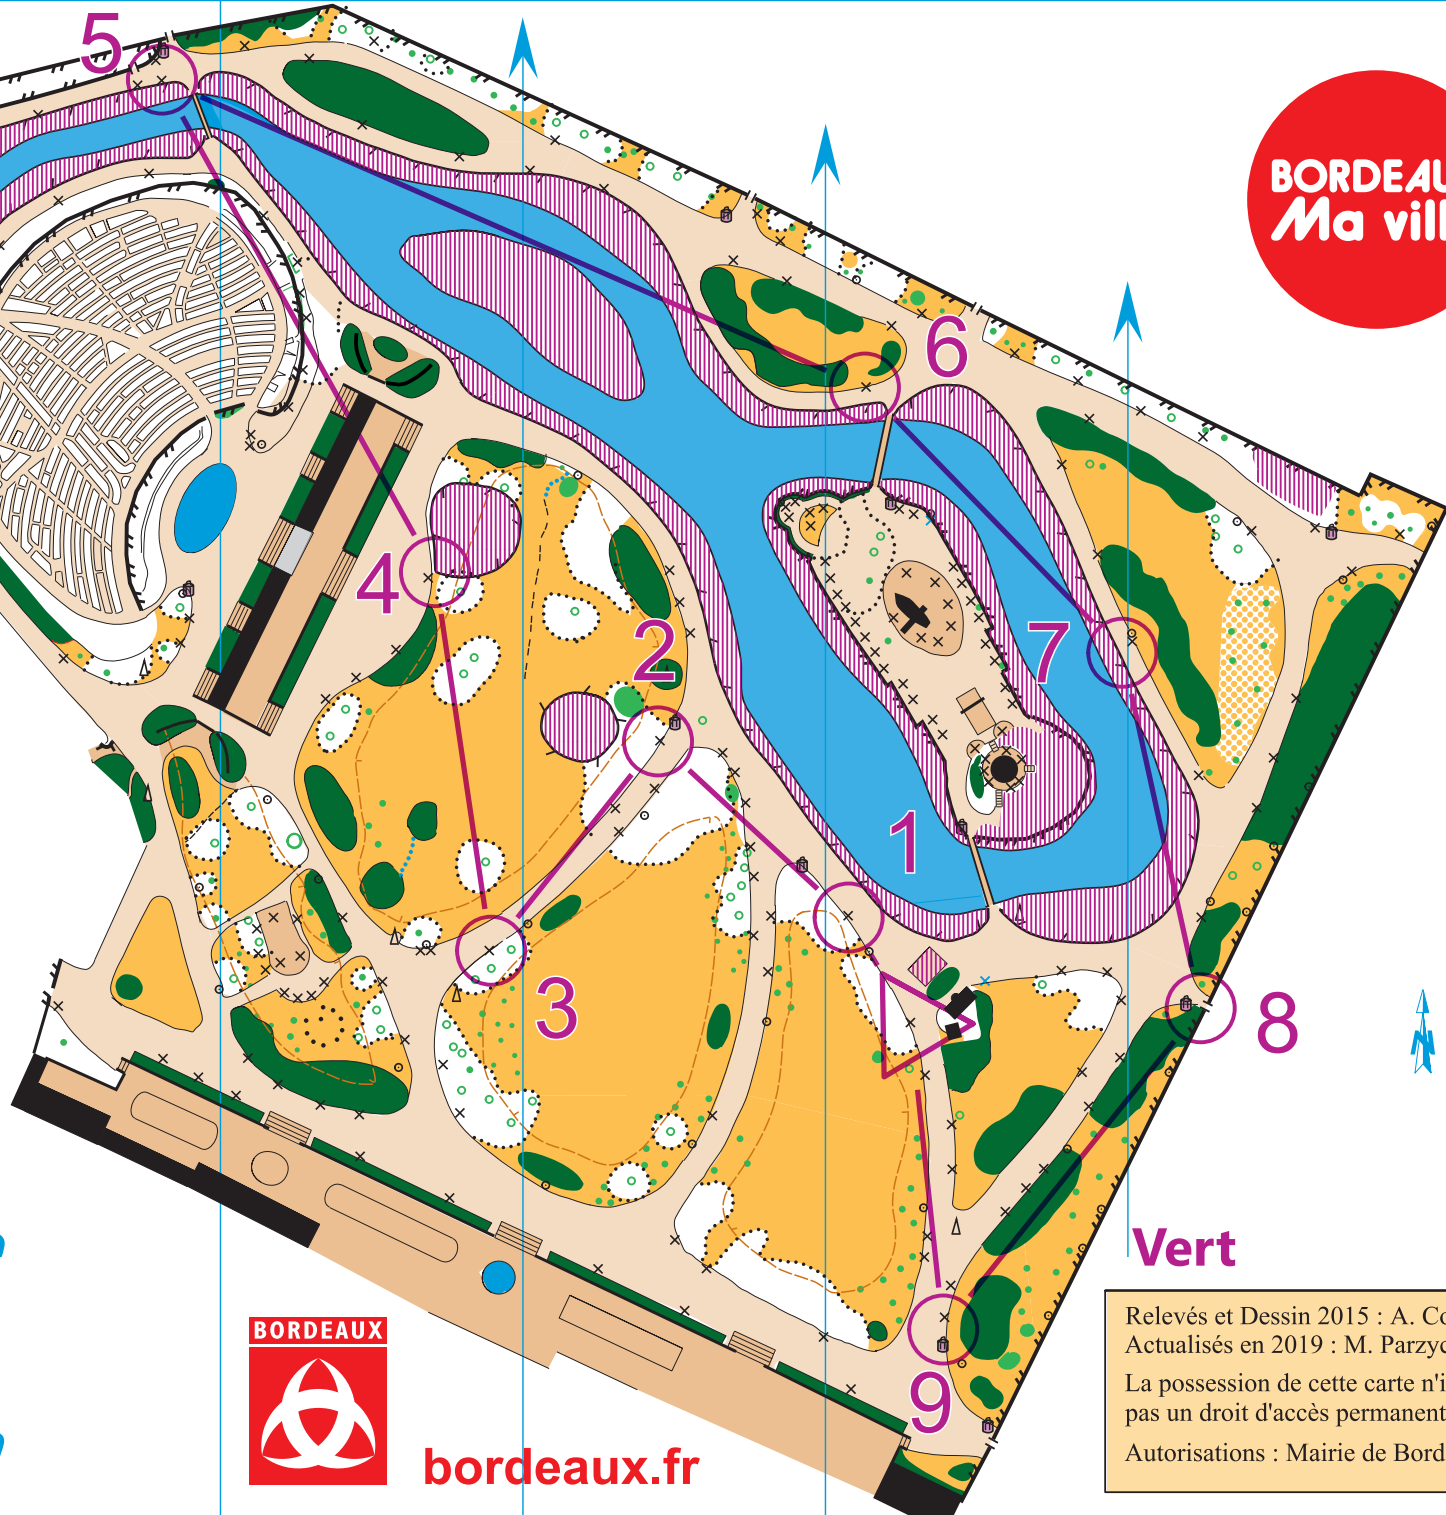 5
BORDEAU
Ma vill
6
4
2
7
1
3
8
Vert
Relevés et Dessin 2015 : A. Co
Actualisés en 2019 : M. Parzyc
La possession de cette carte n'i
pas un droit d'accès permanent
Autorisations : Mairie de Bord
BORDEAUX
9
bordeaux.fr